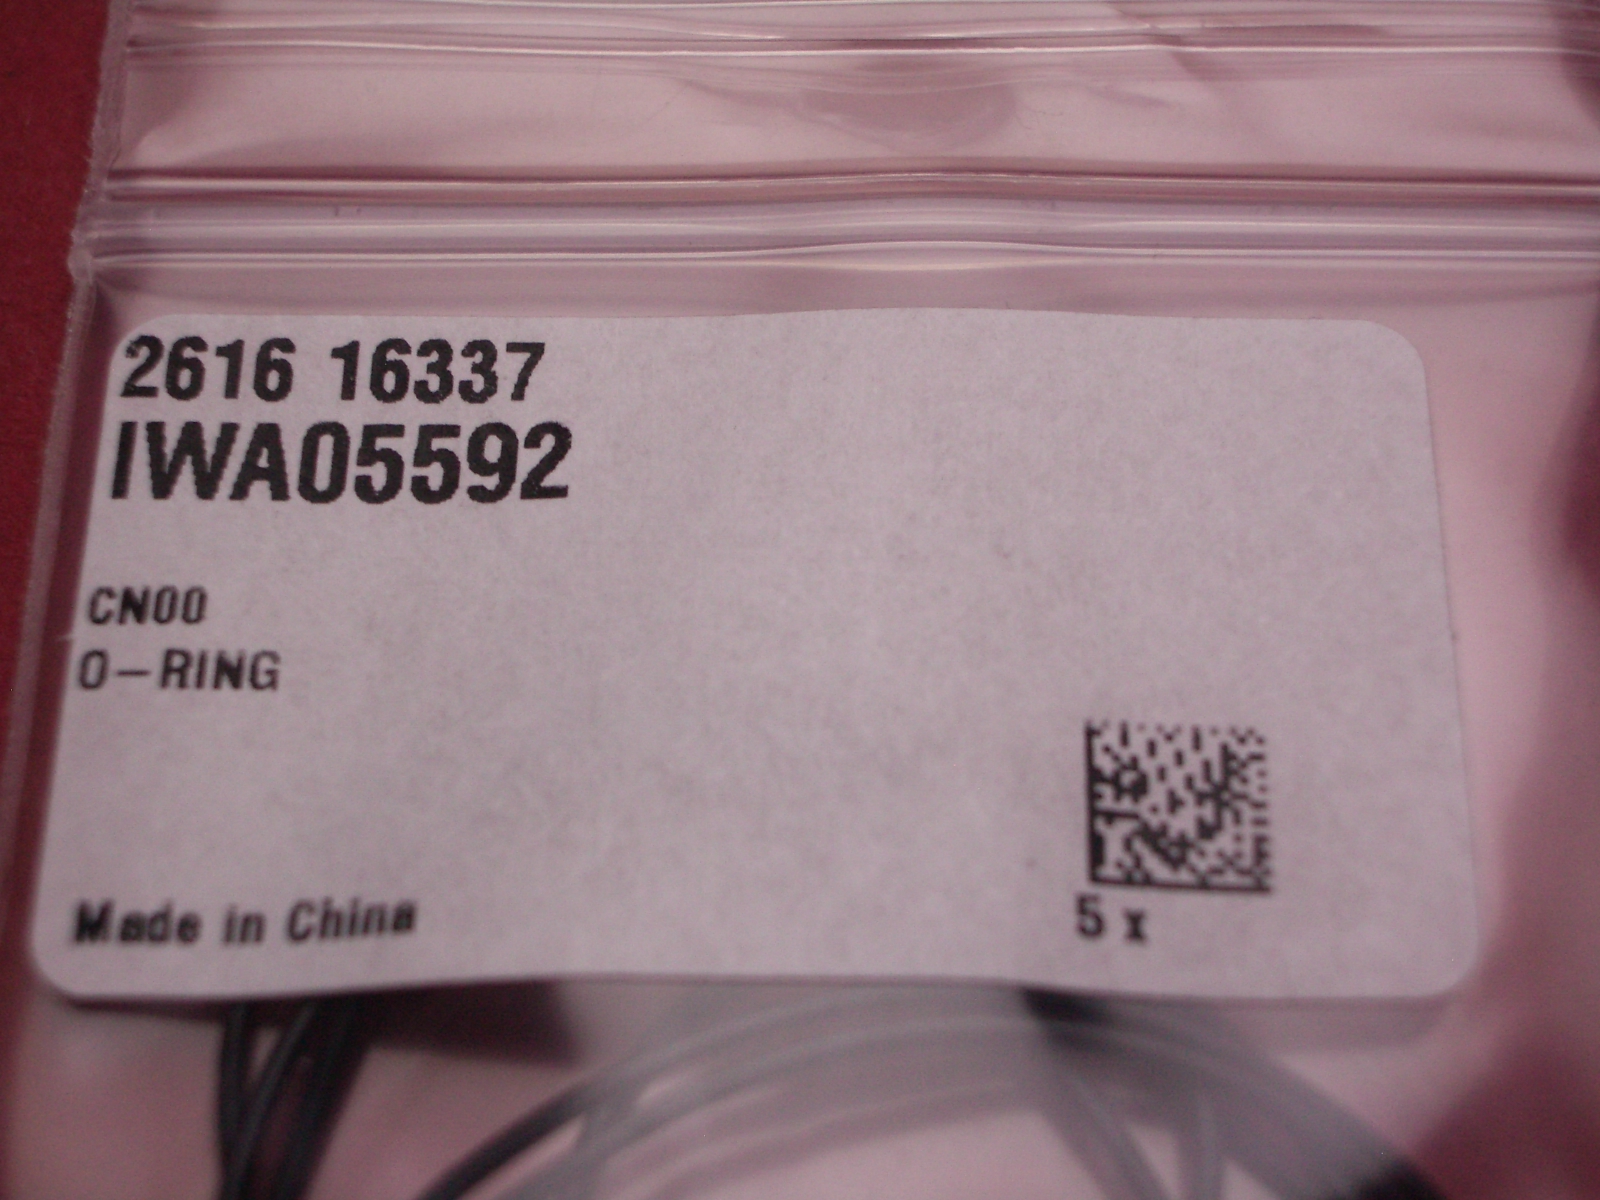 2616 16337
IWA05592
CN00
O-RING
Made in China
5 x